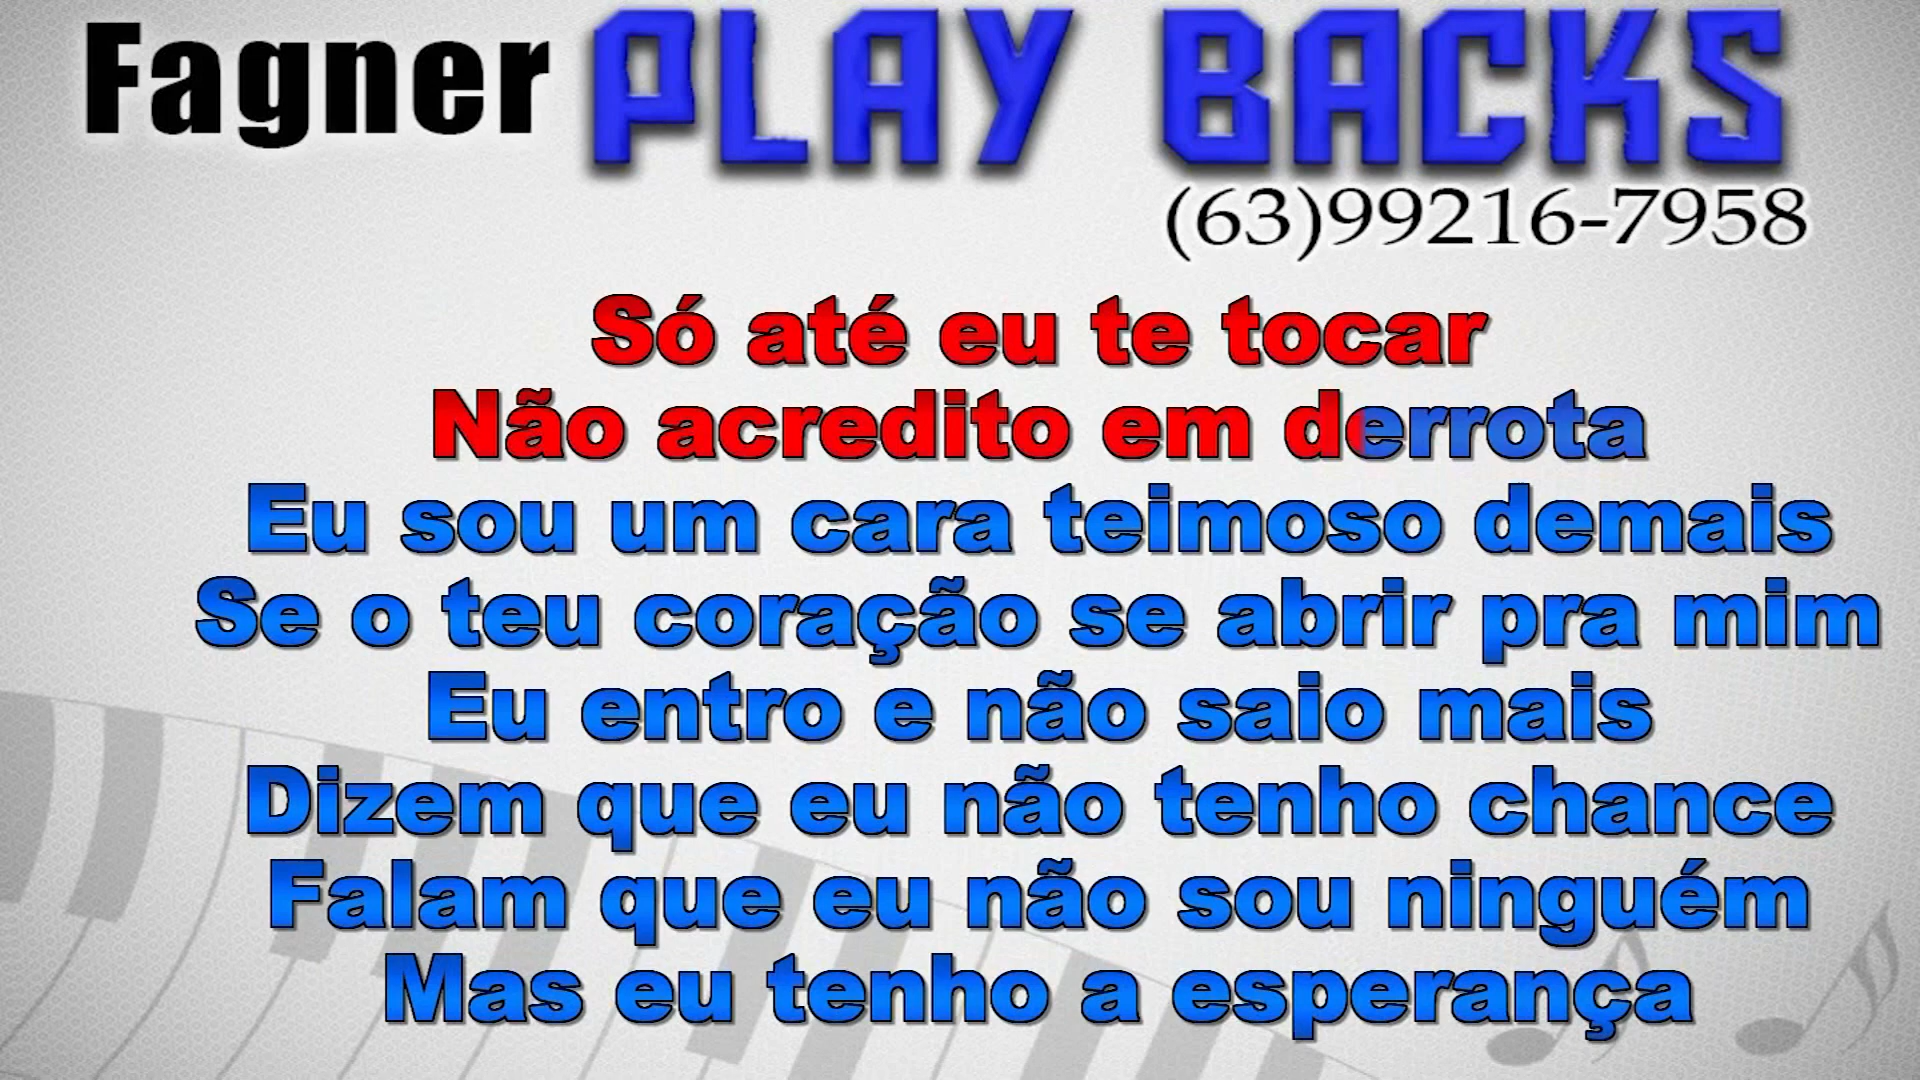 Fagner PLAY BACKS
(63)99216-7958
Só até eu te tocar
Não acredito em derrota
Eu sou um cara teimoso demais
Se o teu coração se abrir pra mim
Eu entro e não saio mais
Dizem que eu não tenho chance
Falam que eu não sou ninguém
Mas eu tenho a esperança